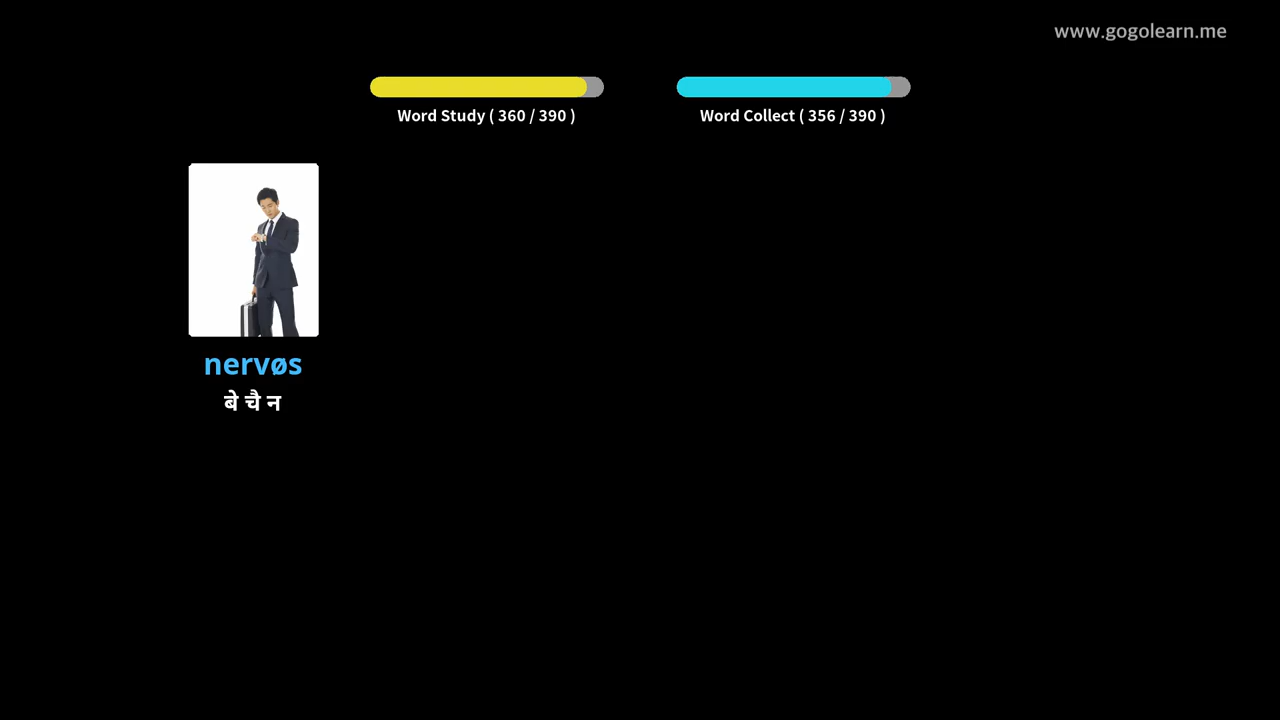 www.gogolearn.me
Word Study ( 360 / 390 )
Word Collect ( 356 / 390 )
nervøs
बे चै न